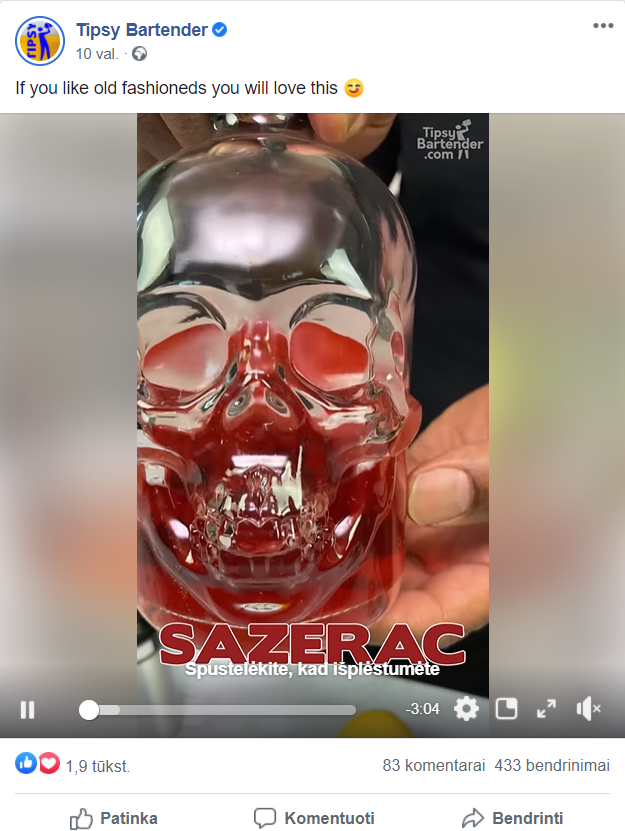 TIPSY
Tipsy Bartender
10 val. ·
If you like old fashioneds you will love this 😋
Tipsy
Bartender
.com
SAZERAC
Spustelėkite, kad išplėstumėte
-3:04
1,9 tūkst.
83 komentarai 433 bendrinimai
Patinka Komentuoti Bendrinti